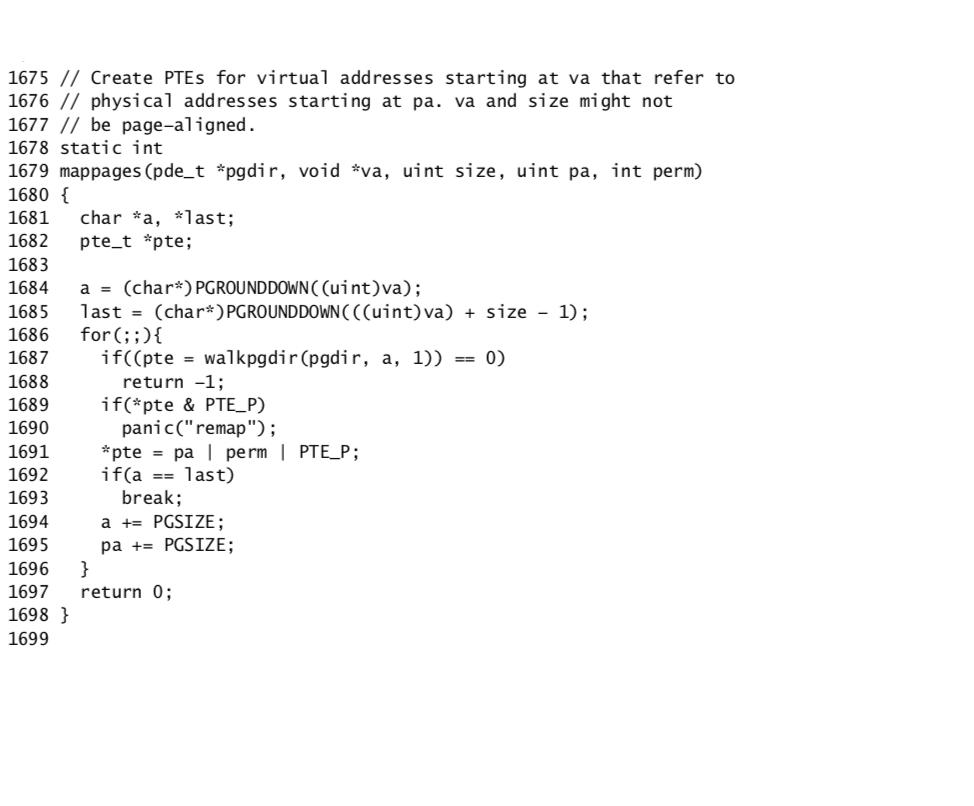 1675 // Create PTEs for virtual addresses starting at va that refer to
1676 // physical addresses starting at pa. va and size might not
1677 // be page–aligned.
1678 static int
1679 mappages(pde_t *pgdir, void *va, uint size, uint pa, int perm)
1680 {
1681   char *a, *last;
1682   pte_t *pte;
1683
1684   a = (char*)PGROUNDDOWN((uint)va);
1685   last = (char*)PGROUNDDOWN(((uint)va) + size – 1);
1686   for(;;){
1687     if((pte = walkpgdir(pgdir, a, 1)) == 0)
1688       return –1;
1689     if(*pte & PTE_P)
1690       panic("remap");
1691     *pte = pa | perm | PTE_P;
1692     if(a == last)
1693       break;
1694     a += PGSIZE;
1695     pa += PGSIZE;
1696   }
1697   return 0;
1698 }
1699